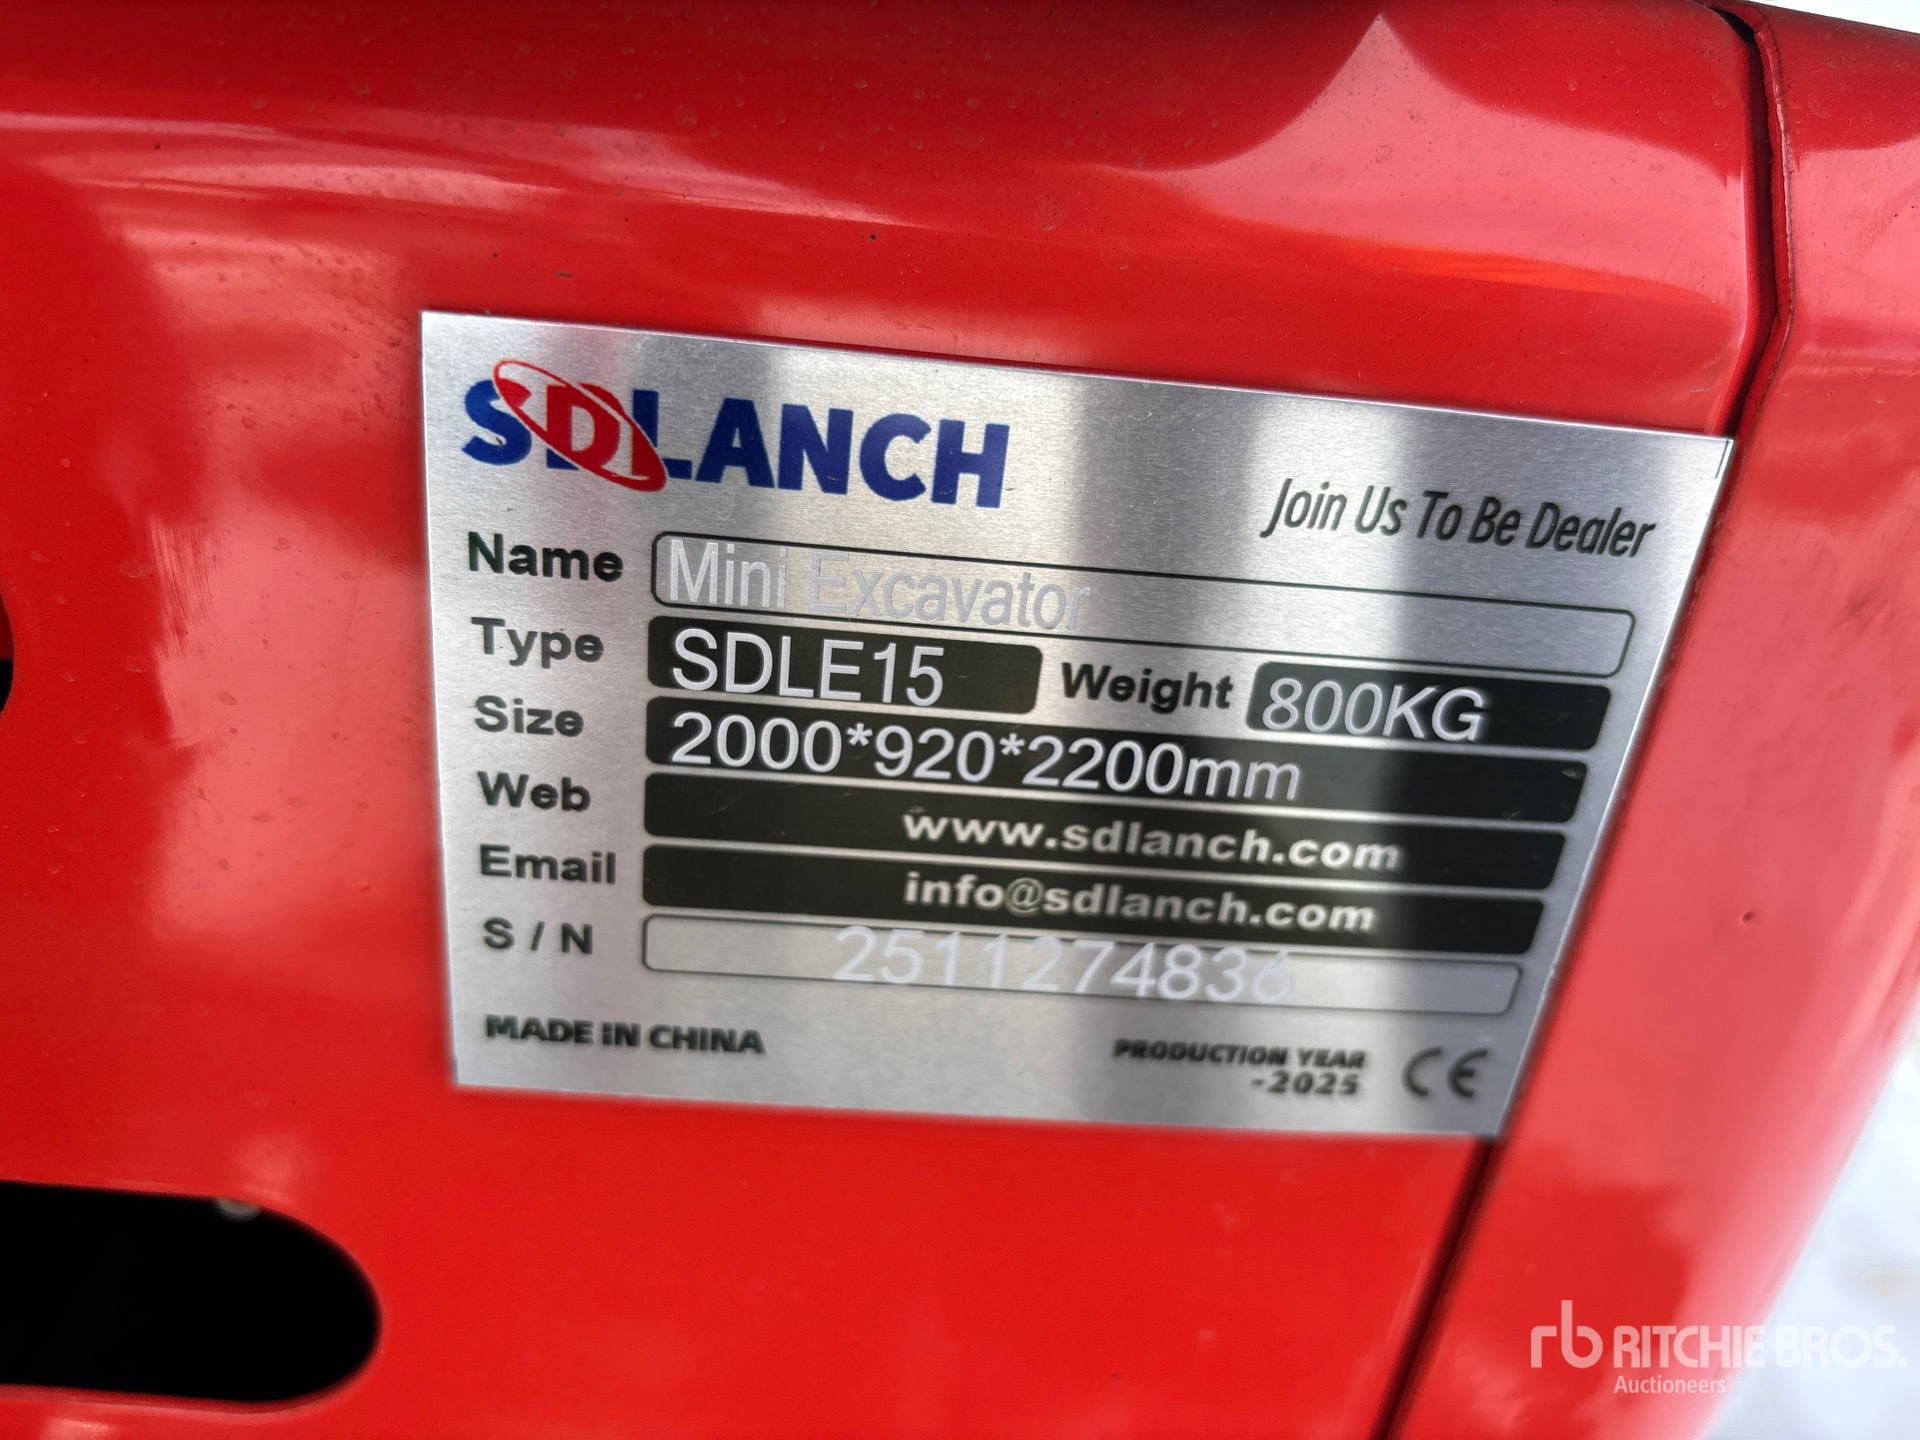 SDLANCH
Join Us To Be Dealer
Name Mini Excavator
Type SDLE15 Weight 800KG
Size 2000*920*2200mm
Web www.sdlanch.com
Email info@sdlanch.com
S / N 2511274836
MADE IN CHINA
PRODUCTION YEAR
-2025
CE
rb RITCHIE BROS.
Auctioneers